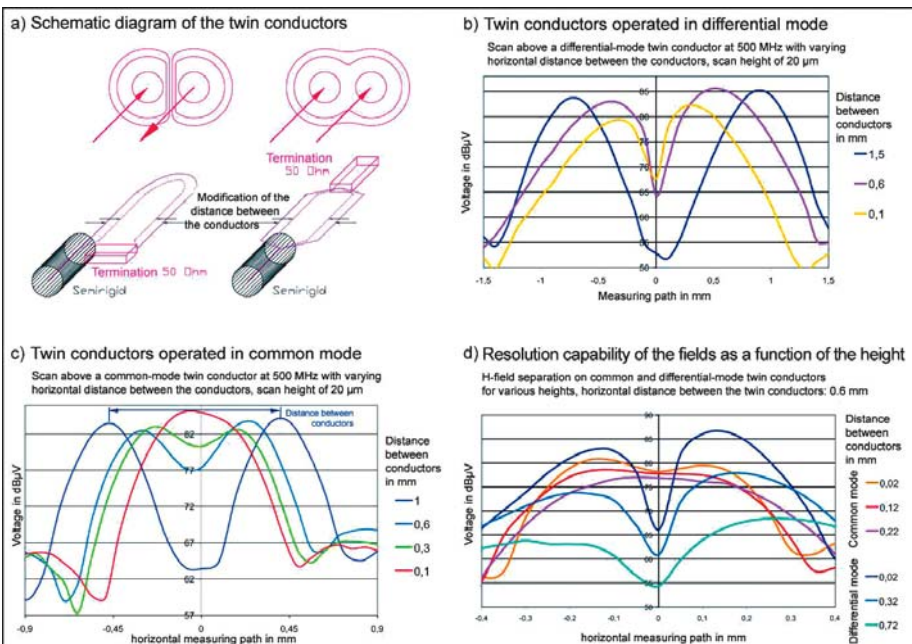 a) Schematic diagram of the twin conductors
Termination
50 Ohm
Modification of the
distance between
the conductors
Termination 50 Ohm
Semirigid
Semirigid
b) Twin conductors operated in differential mode
Scan above a differential-mode twin conductor at 500 MHz with varying
horizontal distance between the conductors, scan height of 20 µm
Voltage in dBµV
85
80
75
70
65
60
55
50
-1,5
-1
-0,5
0
0,5
1
1,5
Measuring path in mm
Distance
between
conductors
in mm
1,5
0,6
0,1
c) Twin conductors operated in common mode
Scan above a common-mode twin conductor at 500 MHz with varying
horizontal distance between the conductors, scan height of 20 µm
Distance between
conductors
Voltage in dBµV
82
77
67
62
57
-0,9
-0,45
0
0,45
0,9
horizontal measuring path in mm
Distance
between
conductors
in mm
1
0,6
0,3
0,1
d) Resolution capability of the fields as a function of the height
H-field separation on common and differential-mode twin conductors
for various heights, horizontal distance between the twin conductors: 0.6 mm
Voltage in dBµV
90
85
80
75
70
65
60
55
50
-0,4
-0,3
-0,2
-0,1
0
0,1
0,2
0,3
0,4
horizontal measuring path in mm
Distance
between
conductors
in mm
Common mode
0,02
0,12
0,22
Differential mode
0,02
0,32
0,72